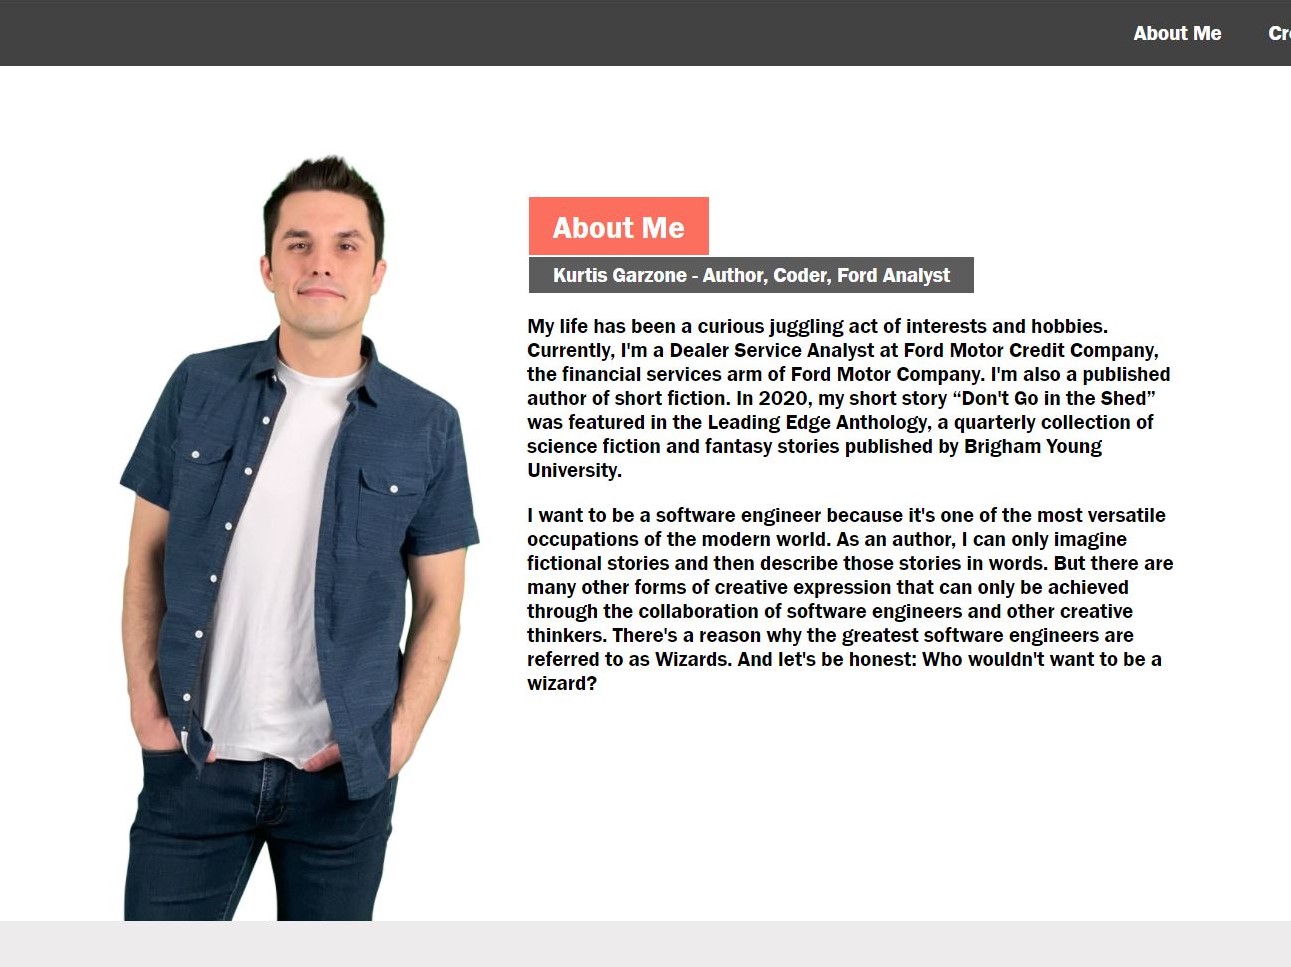 About Me
Kurtis Garzone - Author, Coder, Ford Analyst
My life has been a curious juggling act of interests and hobbies.
Currently, I'm a Dealer Service Analyst at Ford Motor Credit Company,
the financial services arm of Ford Motor Company. I'm also a published
author of short fiction. In 2020, my short story “Don't Go in the Shed”
was featured in the Leading Edge Anthology, a quarterly collection of
science fiction and fantasy stories published by Brigham Young
University.
I want to be a software engineer because it's one of the most versatile
occupations of the modern world. As an author, I can only imagine
fictional stories and then describe those stories in words. But there are
many other forms of creative expression that can only be achieved
through the collaboration of software engineers and other creative
thinkers. There's a reason why the greatest software engineers are
referred to as Wizards. And let's be honest: Who wouldn't want to be a
wizard?